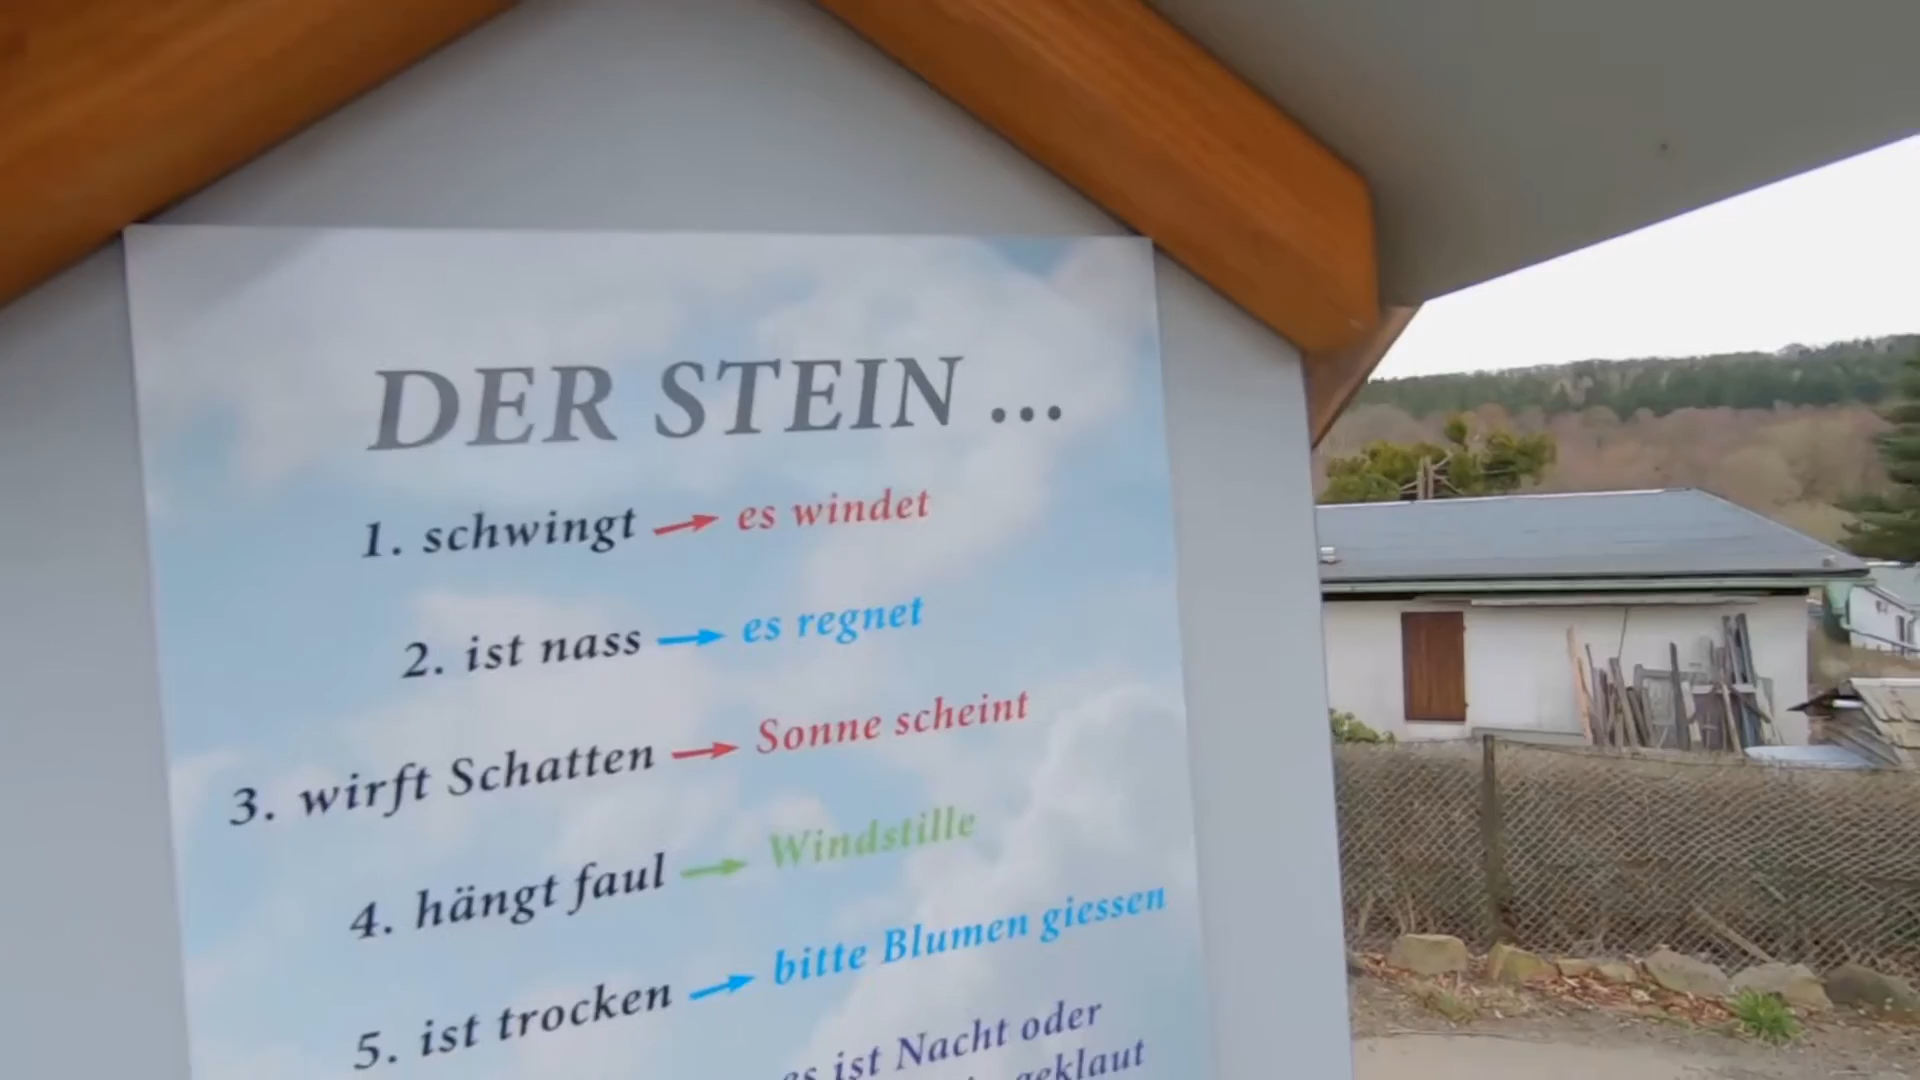 DER STEIN ...
1. schwingt → es windet
2. ist nass → es regnet
3. wirft Schatten → Sonne scheint
4. hängt faul → Windstille
5. ist trocken → bitte Blumen giessen
es ist Nacht oder
geklaut